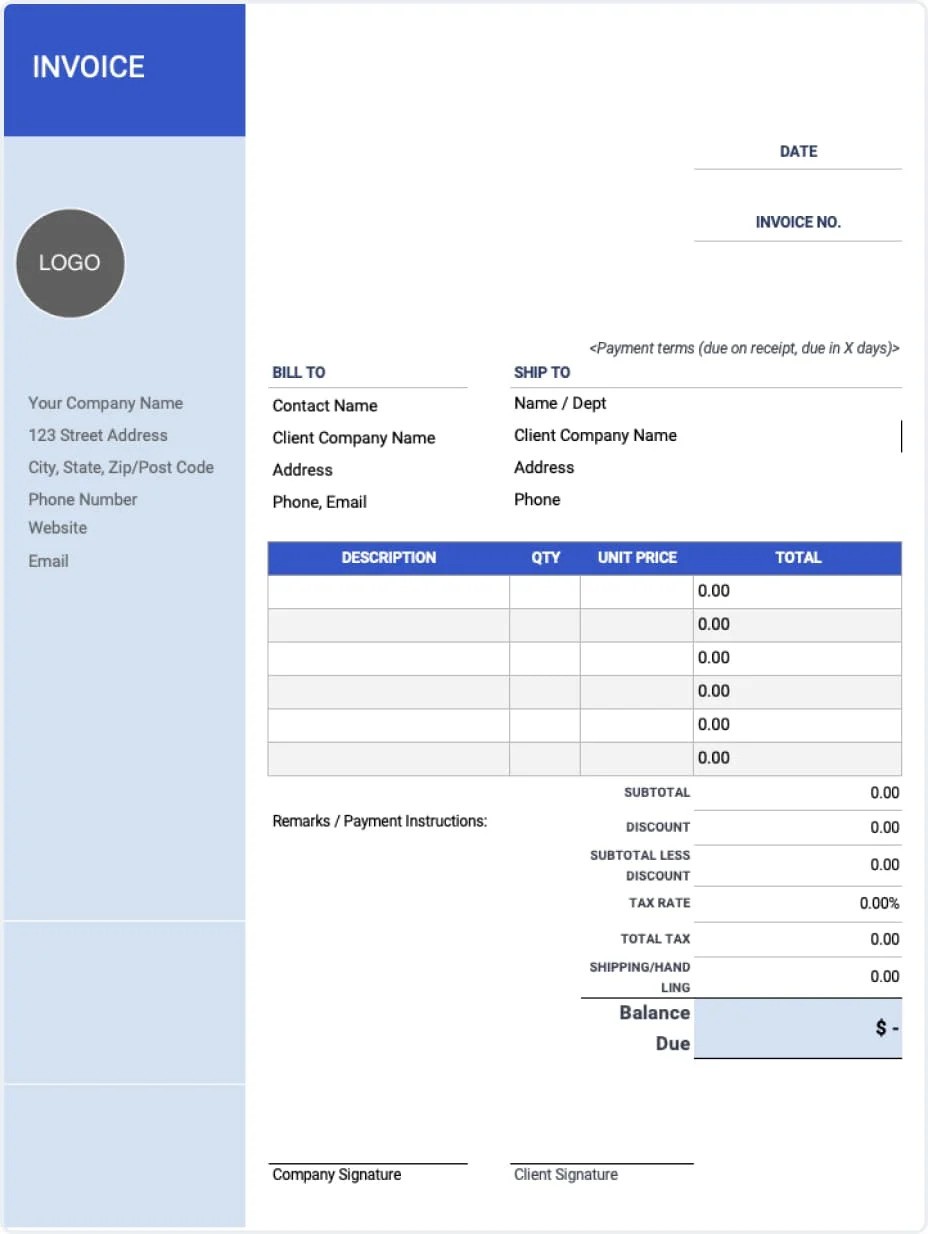 INVOICE
DATE
INVOICE NO.
LOGO
<Payment terms (due on receipt, due in X days)>
Your Company Name
123 Street Address
City, State, Zip/Post Code
Phone Number
Website
Email
BILL TO
Contact Name
Client Company Name
Address
Phone, Email
SHIP TO
Name / Dept
Client Company Name
Address
Phone
DESCRIPTION QTY UNIT PRICE TOTAL
0.00
0.00
0.00
0.00
0.00
0.00
Remarks / Payment Instructions:
SUBTOTAL 0.00
DISCOUNT 0.00
SUBTOTAL LESS
DISCOUNT 0.00
TAX RATE 0.00%
TOTAL TAX 0.00
SHIPPING/HAND
LING 0.00
Balance
Due $ -
Company Signature
Client Signature